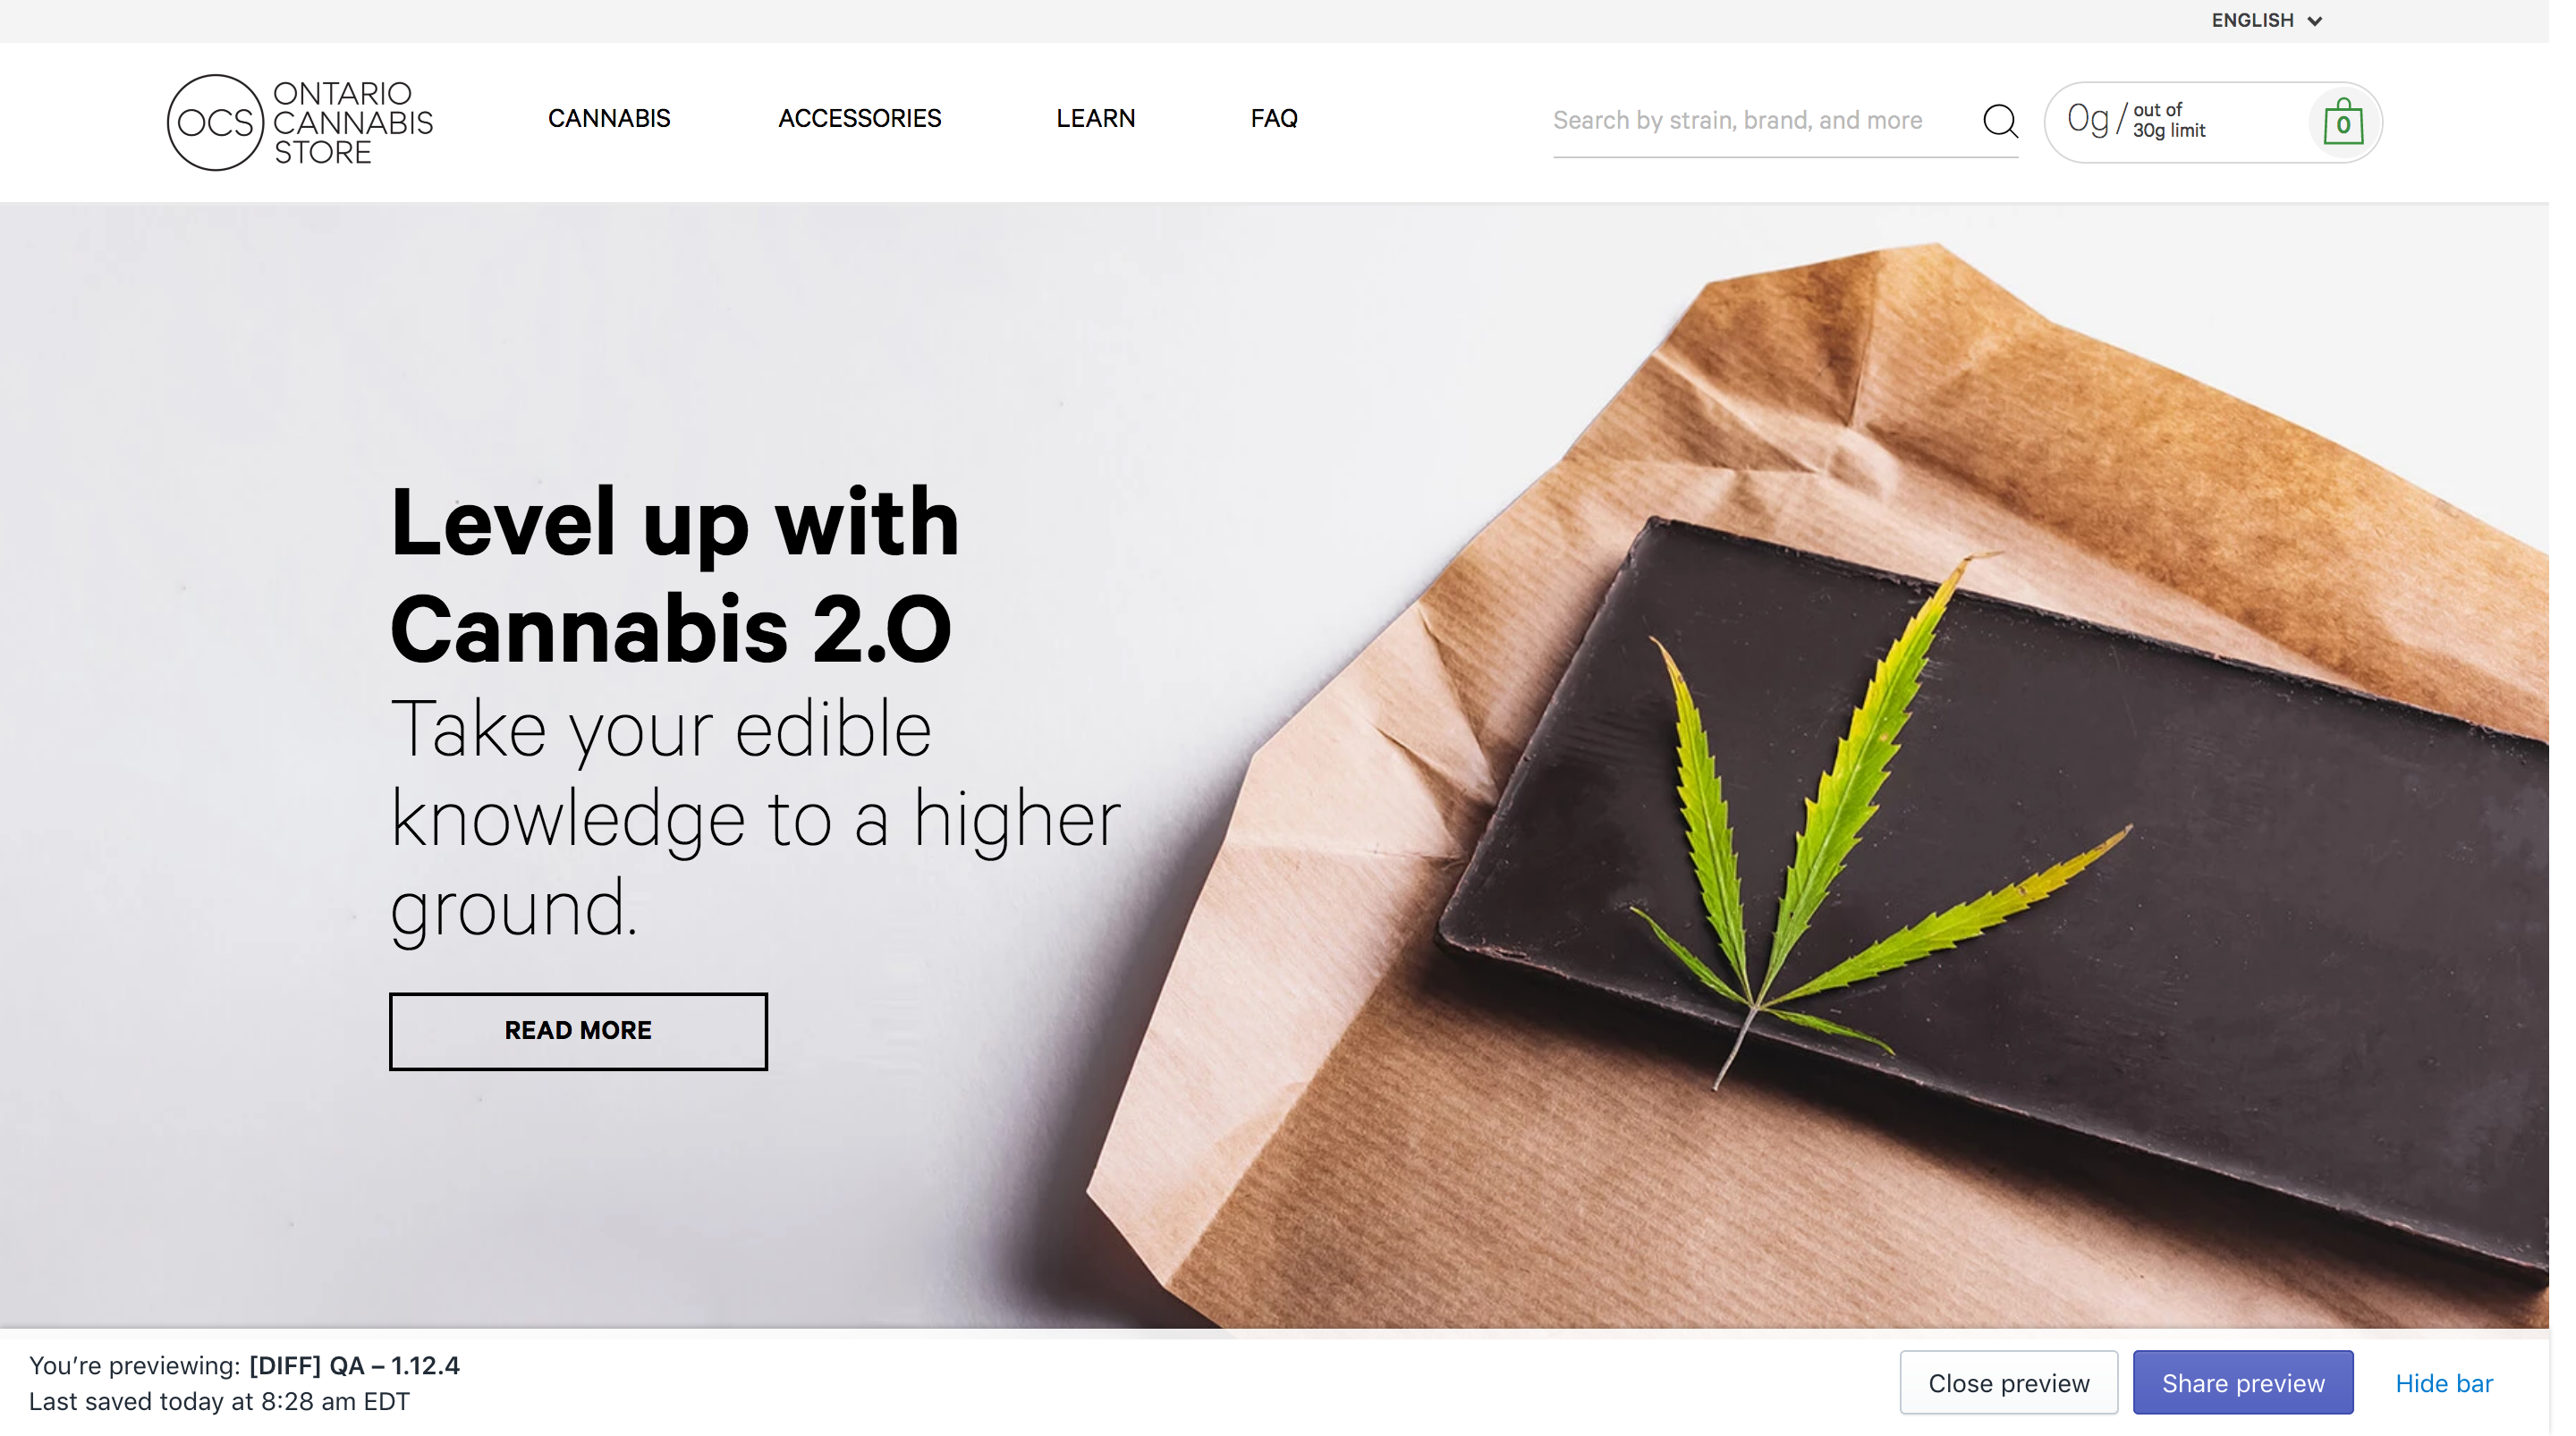 ENGLISH
OCS
ONTARIO
CANNABIS
STORE
CANNABIS
ACCESSORIES
LEARN
FAQ
Search by strain, brand, and more
0g / out of
30g limit
0
Level up with
Cannabis 2.0
Take your edible
knowledge to a higher
ground.
READ MORE
You’re previewing: [DIFF] QA – 1.12.4
Last saved today at 8:28 am EDT
Close preview
Share preview
Hide bar